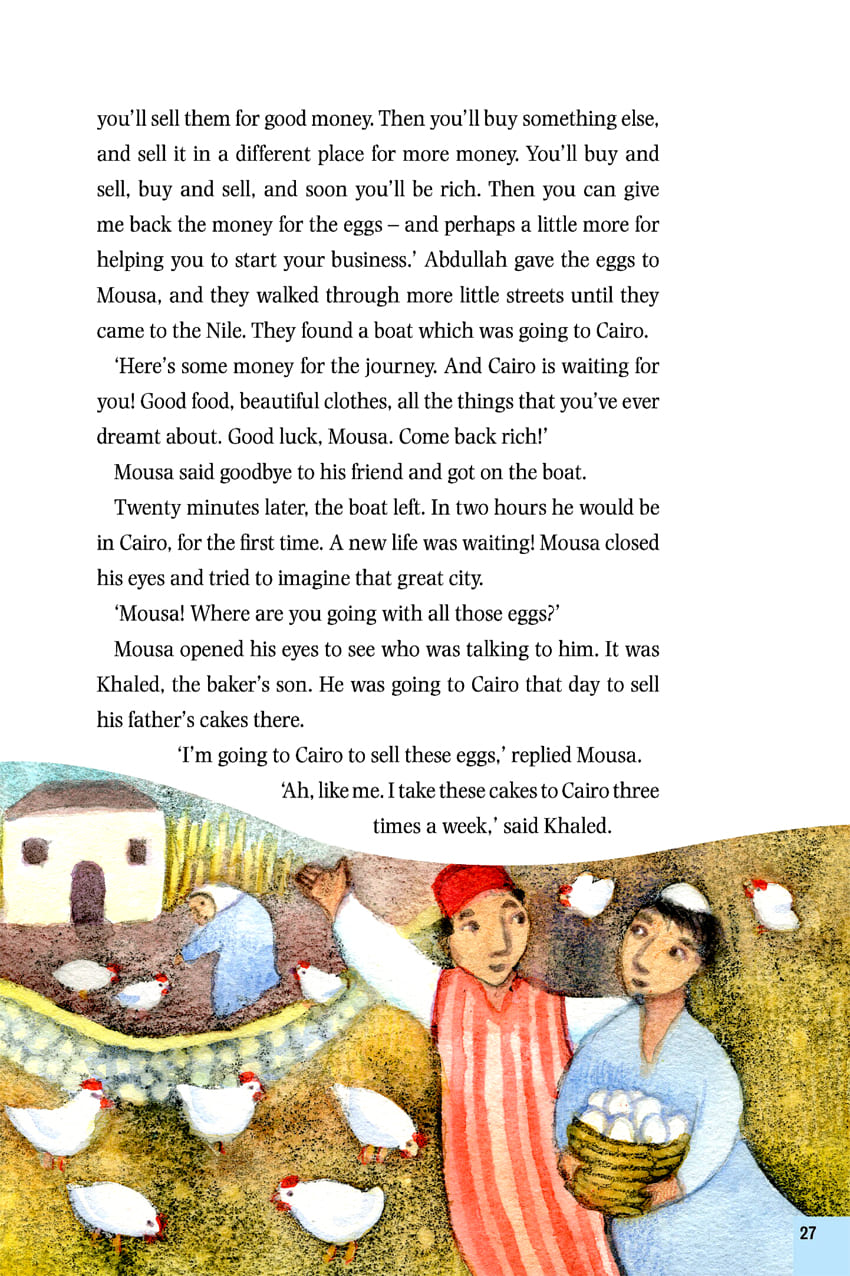 you’ll sell them for good money. Then you’ll buy something else,
and sell it in a different place for more money. You’ll buy and
sell, buy and sell, and soon you’ll be rich. Then you can give
me back the money for the eggs – and perhaps a little more for
helping you to start your business.’ Abdullah gave the eggs to
Mousa, and they walked through more little streets until they
came to the Nile. They found a boat which was going to Cairo.
‘Here’s some money for the journey. And Cairo is waiting for
you! Good food, beautiful clothes, all the things that you’ve ever
dreamt about. Good luck, Mousa. Come back rich!’
Mousa said goodbye to his friend and got on the boat.
Twenty minutes later, the boat left. In two hours he would be
in Cairo, for the first time. A new life was waiting! Mousa closed
his eyes and tried to imagine that great city.
‘Mousa! Where are you going with all those eggs?’
Mousa opened his eyes to see who was talking to him. It was
Khaled, the baker’s son. He was going to Cairo that day to sell
his father’s cakes there.
‘I’m going to Cairo to sell these eggs,’ replied Mousa.
‘Ah, like me. I take these cakes to Cairo three
times a week,’ said Khaled.
27